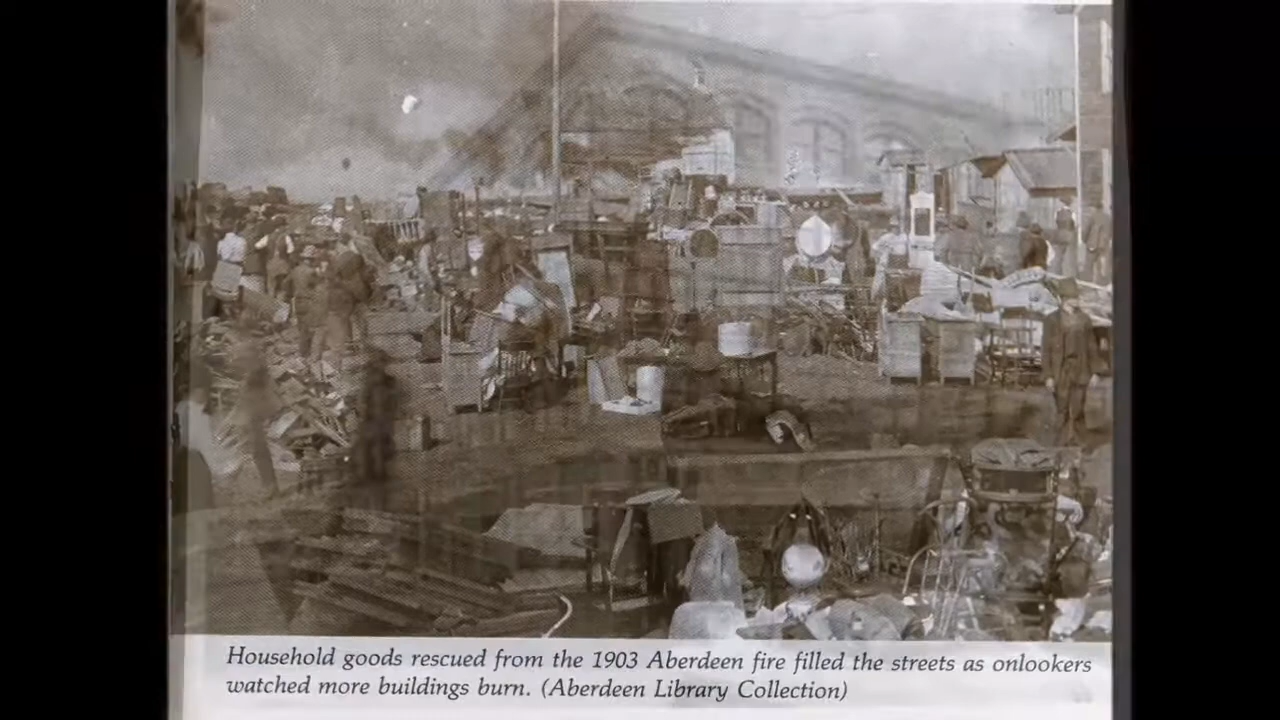 Household goods rescued from the 1903 Aberdeen fire filled the streets as onlookers
watched more buildings burn. (Aberdeen Library Collection)